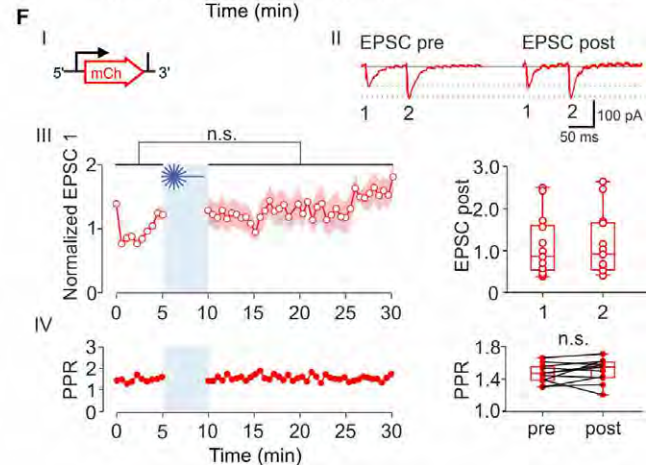 Time (min)
F
I
5' mCh 3'
II
EPSC pre EPSC post
1 2 1 2
100 pA
50 ms
III
n.s.
Normalized EPSC 1
2
1
0
0 5 10 15 20 25 30
EPSC post
3.0
2.0
1.0
0
1 2
IV
PPR
3
2
1
0
0 5 10 15 20 25 30
Time (min)
n.s.
PPR
1.8
1.4
1.0
pre post